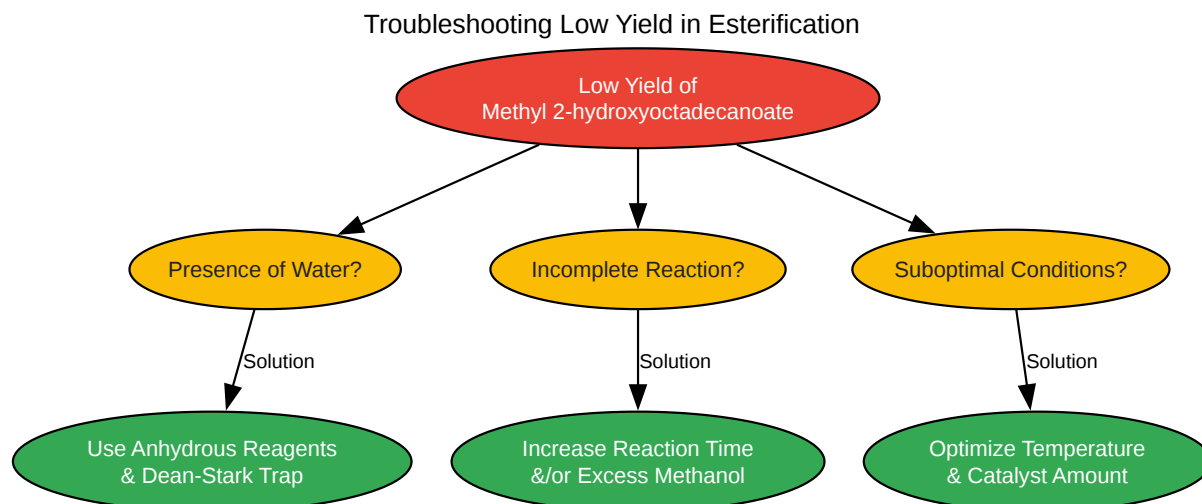 Troubleshooting Low Yield in Esterification
Low Yield of
Methyl 2-hydroxyoctadecanoate
Presence of Water?
Incomplete Reaction?
Suboptimal Conditions?
Solution
Solution
Solution
Use Anhydrous Reagents
& Dean-Stark Trap
Increase Reaction Time
&/or Excess Methanol
Optimize Temperature
& Catalyst Amount